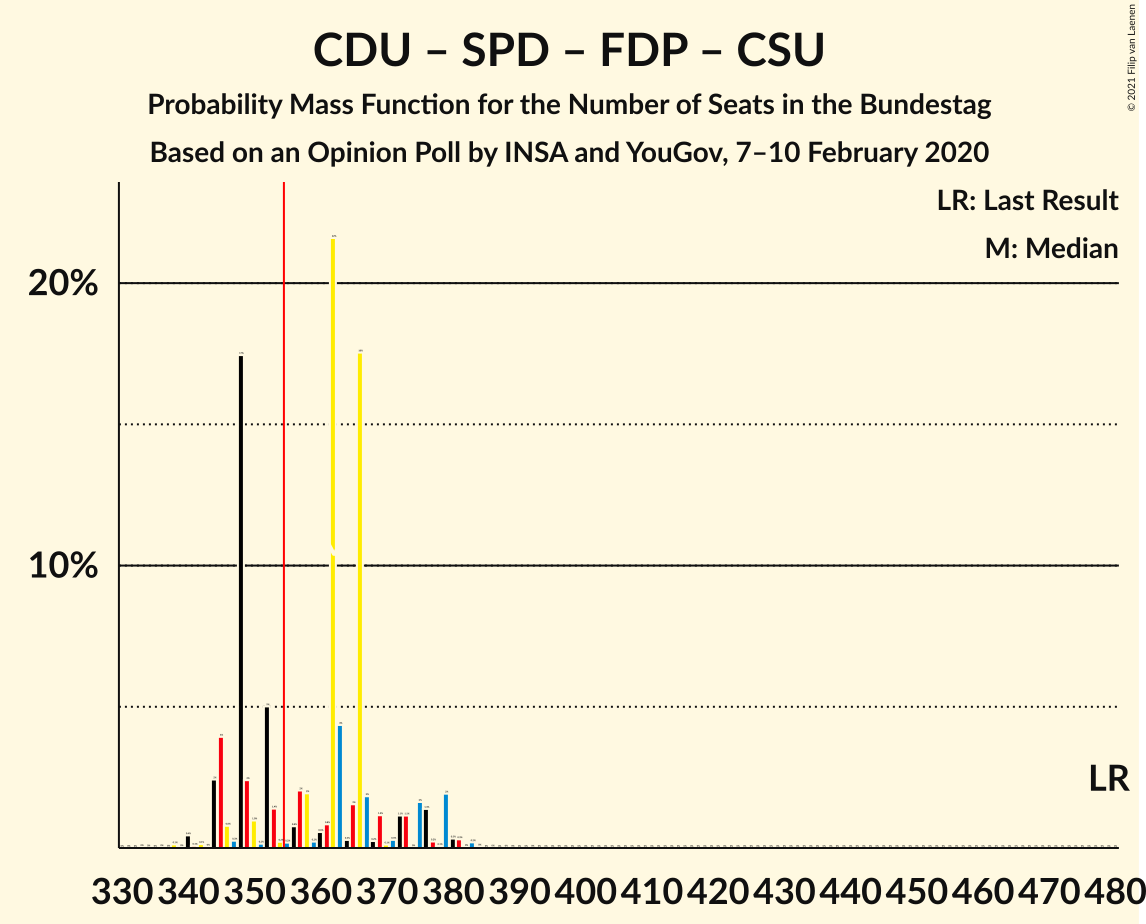 CDU – SPD – FDP – CSU
Probability Mass Function for the Number of Seats in the Bundestag
Based on an Opinion Poll by INSA and YouGov, 7–10 February 2020
© 2021 Filip van Laenen
LR: Last Result
M: Median
20%
10%
LR
330 340 350 360 370 380 390 400 410 420 430 440 450 460 470 480